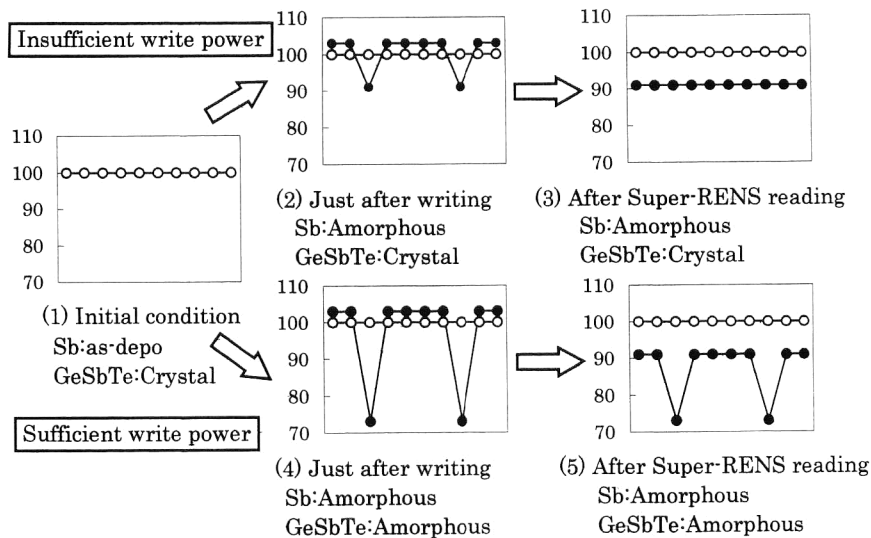 Insufficient write power
110
100
90
80
70
110
100
90
80
70
(2) Just after writing
Sb:Amorphous
GeSbTe:Crystal
(3) After Super-RENS reading
Sb:Amorphous
GeSbTe:Crystal
110
100
90
80
70
(1) Initial condition
Sb:as-depo
GeSbTe:Crystal
Sufficient write power
110
100
90
80
70
(4) Just after writing
Sb:Amorphous
GeSbTe:Amorphous
110
100
90
80
70
(5) After Super-RENS reading
Sb:Amorphous
GeSbTe:Amorphous